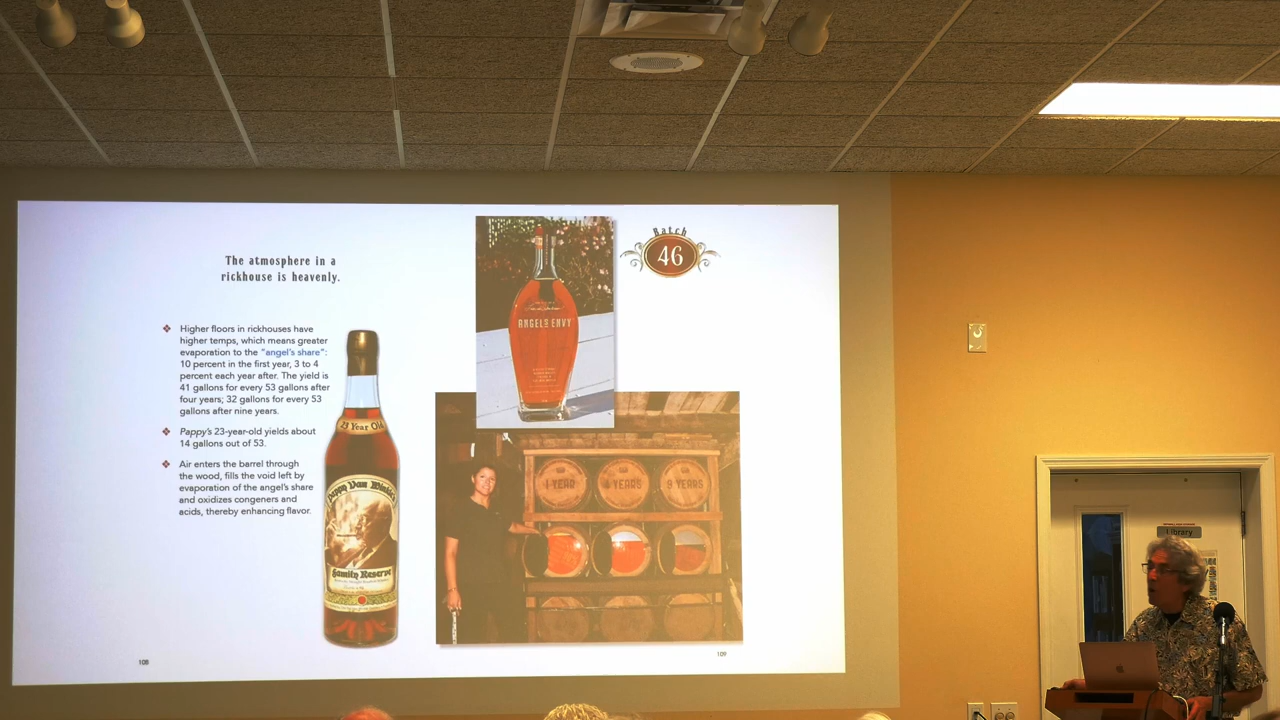 The atmosphere in a
rickhouse is heavenly.
Higher floors in rickhouses have
higher temps, which means greater
evaporation to the "angel's share":
10 percent in the first year, 3 to 4
percent each year after. The yield is
41 gallons for every 53 gallons after
four years; 32 gallons for every 53
gallons after nine years.
Pappy's 23-year-old yields about
14 gallons out of 53.
Air enters the barrel through
the wood, fills the void left by
evaporation of the angel's share
and oxidizes congeners and
acids, thereby enhancing flavor.
108
23 Year Old
Pappy Van Winkle's
Family Reserve
ANGEL'S ENVY
Batch
46
1 YEAR
4 YEARS
9 YEARS
109
Library